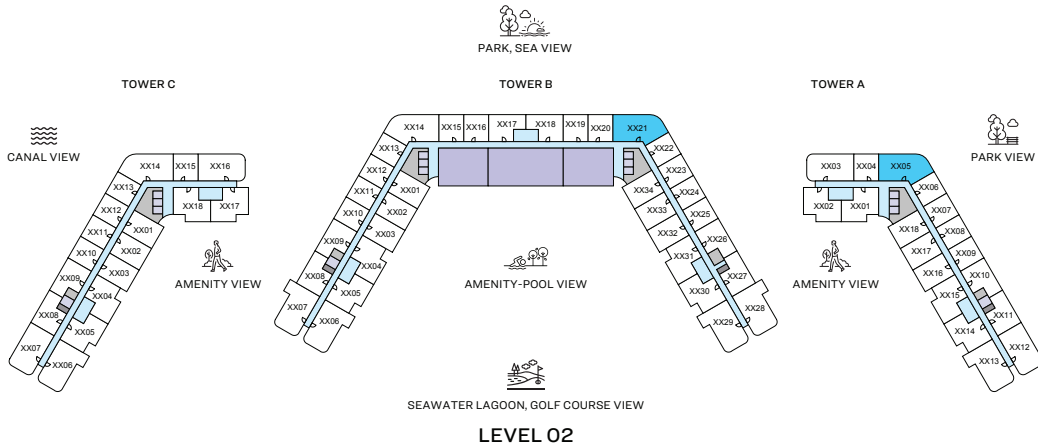 PARK, SEA VIEW
TOWER C
TOWER B
TOWER A
CANAL VIEW
PARK VIEW
XX14
XX15
XX16
XX13
XX12
XX11
XX10
XX09
XX08
XX07
XX06
XX05
XX04
XX03
XX02
XX01
XX18
XX17
XX14
XX15
XX16
XX17
XX18
XX19
XX20
XX21
XX13
XX12
XX11
XX10
XX09
XX08
XX07
XX06
XX05
XX04
XX03
XX02
XX01
XX22
XX23
XX24
XX25
XX26
XX27
XX28
XX29
XX30
XX31
XX32
XX33
XX34
XX03
XX04
XX05
XX02
XX01
XX06
XX07
XX08
XX09
XX10
XX11
XX12
XX13
XX14
XX15
XX16
XX17
XX18
AMENITY VIEW
AMENITY-POOL VIEW
AMENITY VIEW
SEAWATER LAGOON, GOLF COURSE VIEW
LEVEL 02